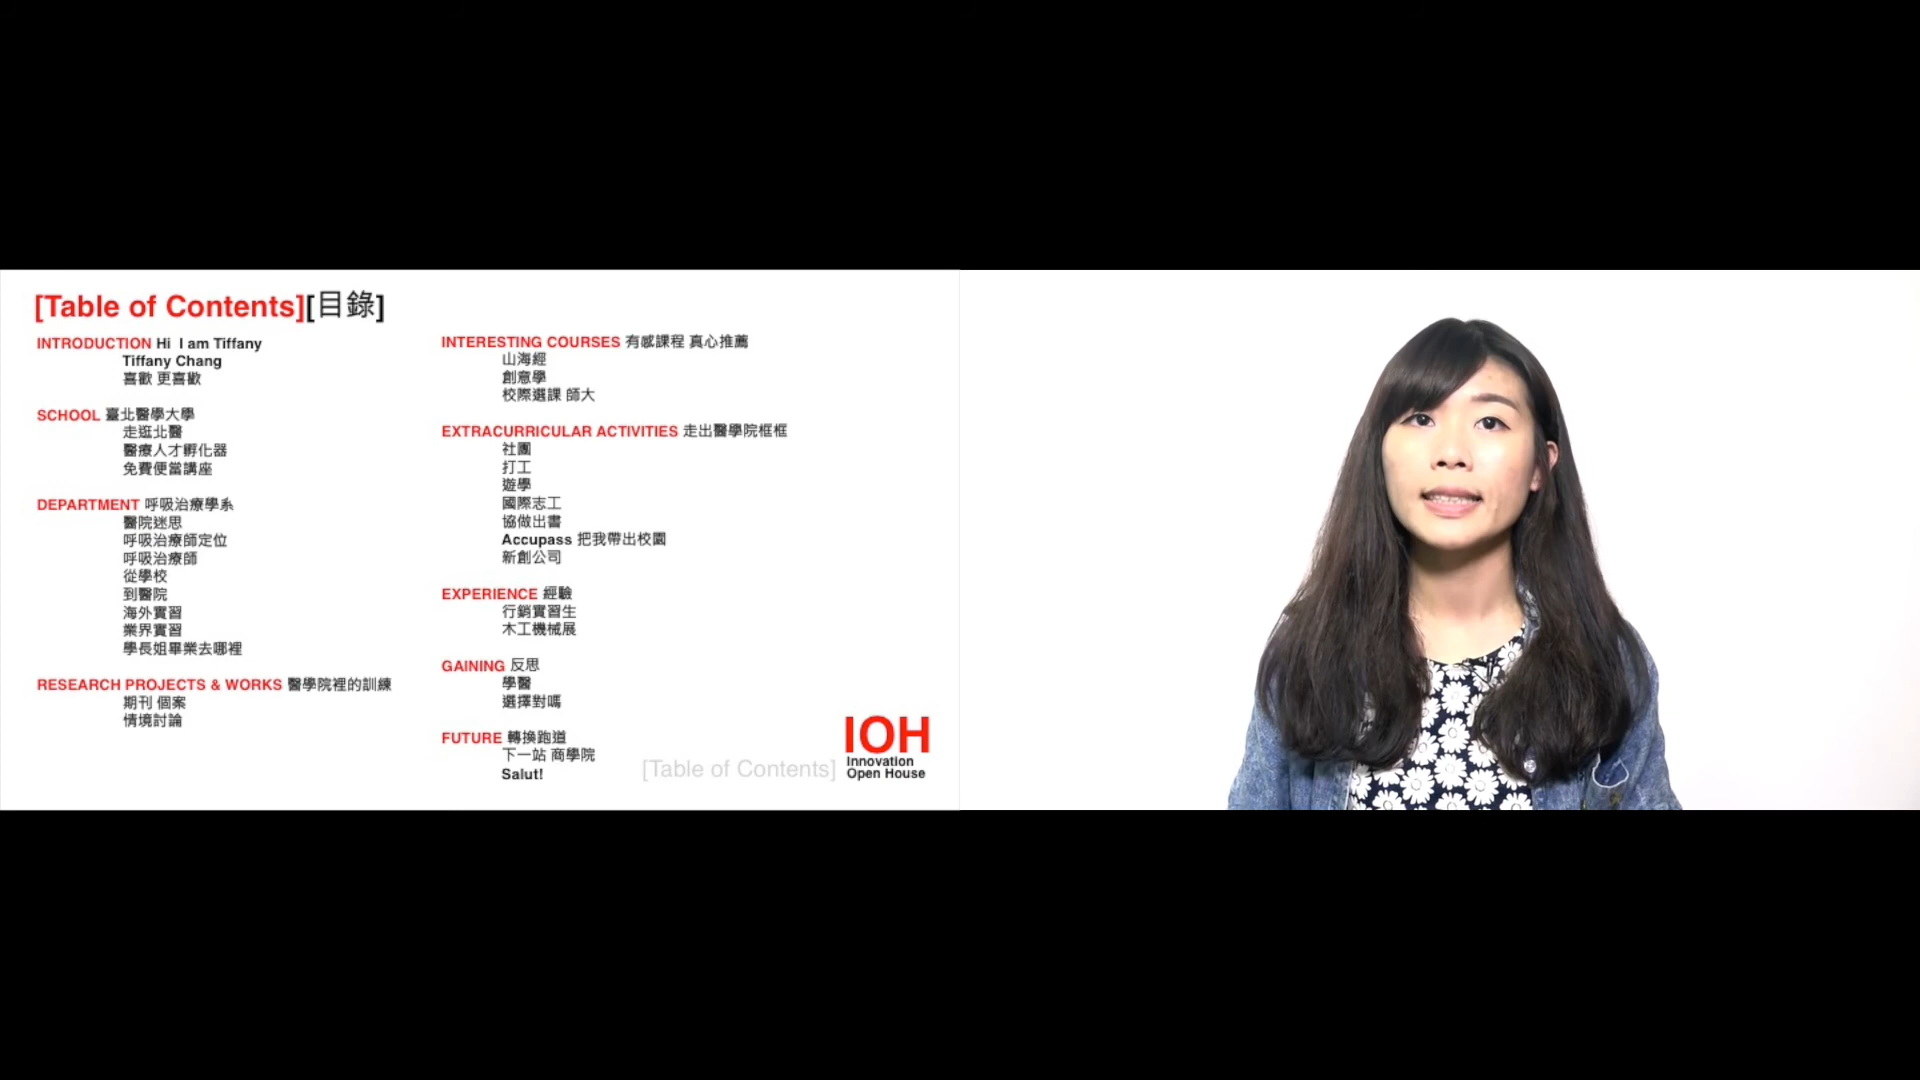 [Table of Contents][目錄]
INTRODUCTION Hi I am Tiffany
Tiffany Chang
喜歡 更喜歡
SCHOOL 臺北醫學大學
走逛北醫
醫療人才孵化器
免費便當講座
DEPARTMENT 呼吸治療學系
醫院迷思
呼吸治療師定位
呼吸治療師
從學校
到醫院
海外實習
業界實習
學長姐畢業去哪裡
RESEARCH PROJECTS & WORKS 醫學院裡的訓練
期刊 個案
情境討論
INTERESTING COURSES 有感課程 真心推薦
山海經
創意學
校際選課 師大
EXTRACURRICULAR ACTIVITIES 走出醫學院框框
社團
打工
遊學
國際志工
協做出書
Accupass 把我帶出校園
新創公司
EXPERIENCE 經驗
行銷實習生
木工機械展
GAINING 反思
學醫
選擇對嗎
FUTURE 轉換跑道
下一站 商學院
Salut!
[Table of Contents]
IOH
Innovation
Open House